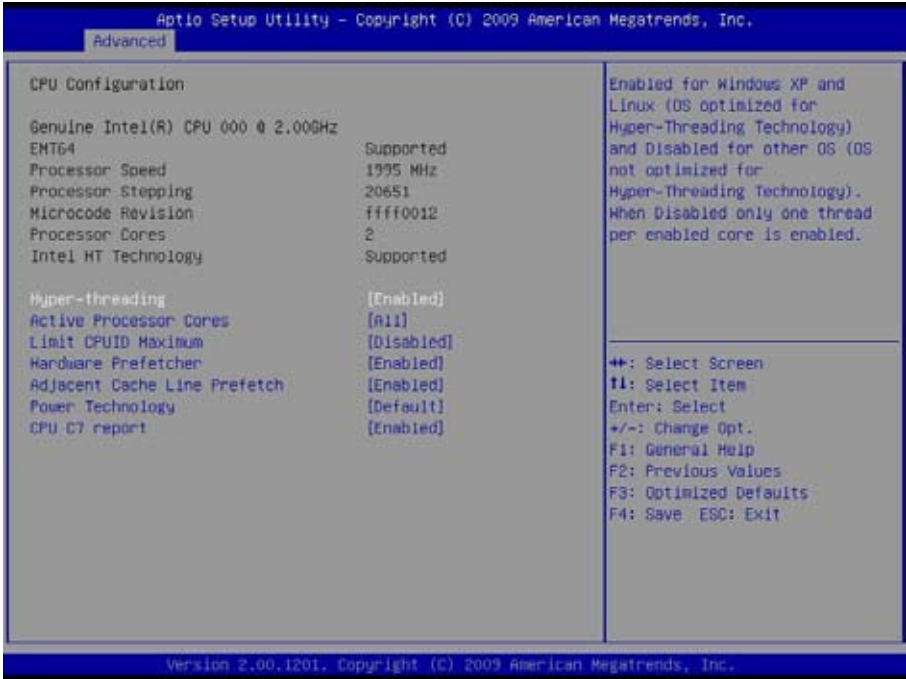 Aptio Setup Utility - Copyright (C) 2009 American Megatrends, Inc.
Advanced
CPU Configuration
Genuine Intel(R) CPU 000 @ 2.00GHz
EMT64 Supported
Processor Speed 1995 MHz
Processor Stepping 20651
Microcode Revision ffff0012
Processor Cores 2
Intel HT Technology Supported
Hyper-threading [Enabled]
Active Processor Cores [All]
Limit CPUID Maximum [Disabled]
Hardware Prefetcher [Enabled]
Adjacent Cache Line Prefetch [Enabled]
Power Technology [Default]
CPU C7 report [Enabled]
Enabled for Windows XP and
Linux (OS optimized for
Hyper-Threading Technology)
and Disabled for other OS (OS
not optimized for
Hyper-Threading Technology).
When Disabled only one thread
per enabled core is enabled.
→←: Select Screen
↑↓: Select Item
Enter: Select
+/-: Change Opt.
F1: General Help
F2: Previous Values
F3: Optimized Defaults
F4: Save ESC: Exit
Version 2.00.1201. Copyright (C) 2009 American Megatrends, Inc.